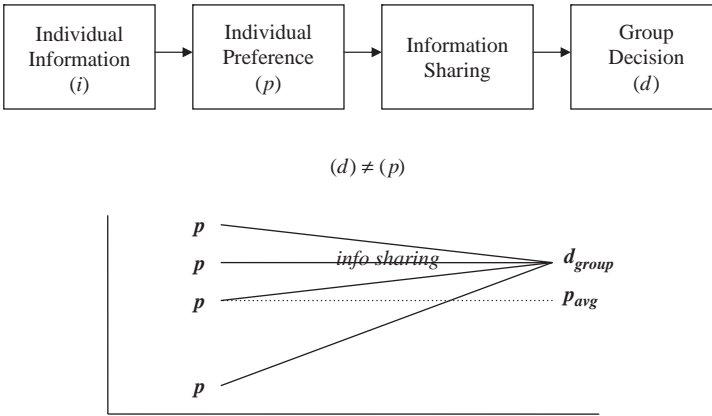 Individual
Information
(i)
Individual
Preference
(p)
Information
Sharing
Group
Decision
(d)
(d) ≠ (p)
p
p
p
p
info sharing
d_group
p_avg